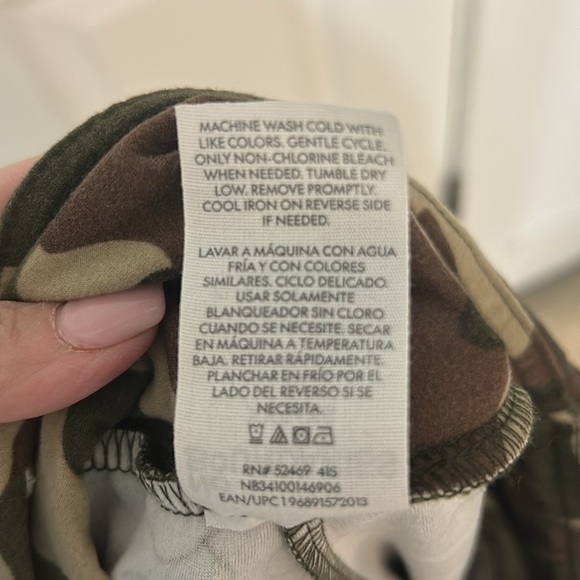 MACHINE WASH COLD WITH
LIKE COLORS. GENTLE CYCLE.
ONLY NON-CHLORINE BLEACH
WHEN NEEDED. TUMBLE DRY
LOW. REMOVE PROMPTLY.
COOL IRON ON REVERSE SIDE
IF NEEDED.
LAVAR A MÁQUINA CON AGUA
FRÍA Y CON COLORES
SIMILARES. CICLO DELICADO.
USAR SOLAMENTE
BLANQUEADOR SIN CLORO
CUANDO SE NECESITE. SECAR
EN MÁQUINA A TEMPERATURA
BAJA. RETIRAR RÁPIDAMENTE.
PLANCHAR EN FRÍO POR EL
LADO DEL REVERSO SI SE
NECESITA.
RN# 52469 41S
NB34100146906
EAN/UPC 196891572013